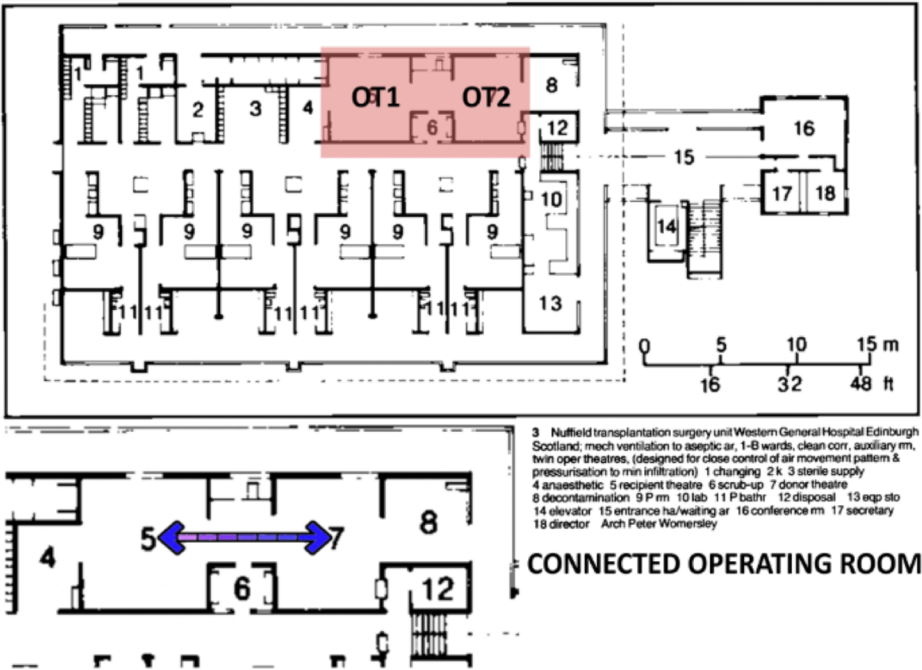 1 1 2 3 4 OT1 OT2 6 8 12
15 16
17 18
14
10
9 9 9 9 9 9
13
11 11 11 11 11 11
0 5 10 15 m
16 32 48 ft
3 Nuffield transplantation surgery unit Western General Hospital Edinburgh
Scotland; mech ventilation to aseptic ar, 1-B wards, clean corr, auxiliary rm,
twin oper theatres, (designed for close control of air movement pattern &
pressurisation to min infiltration) 1 changing 2 k 3 sterile supply
4 anaesthetic 5 recipient theatre 6 scrub-up 7 donor theatre
8 decontamination 9 P rm 10 lab 11 P bathr 12 disposal 13 eqp sto
14 elevator 15 entrance ha/waiting ar 16 conference rm 17 secretary
18 director Arch Peter Womersley
CONNECTED OPERATING ROOM
4 5 7 8
6 12